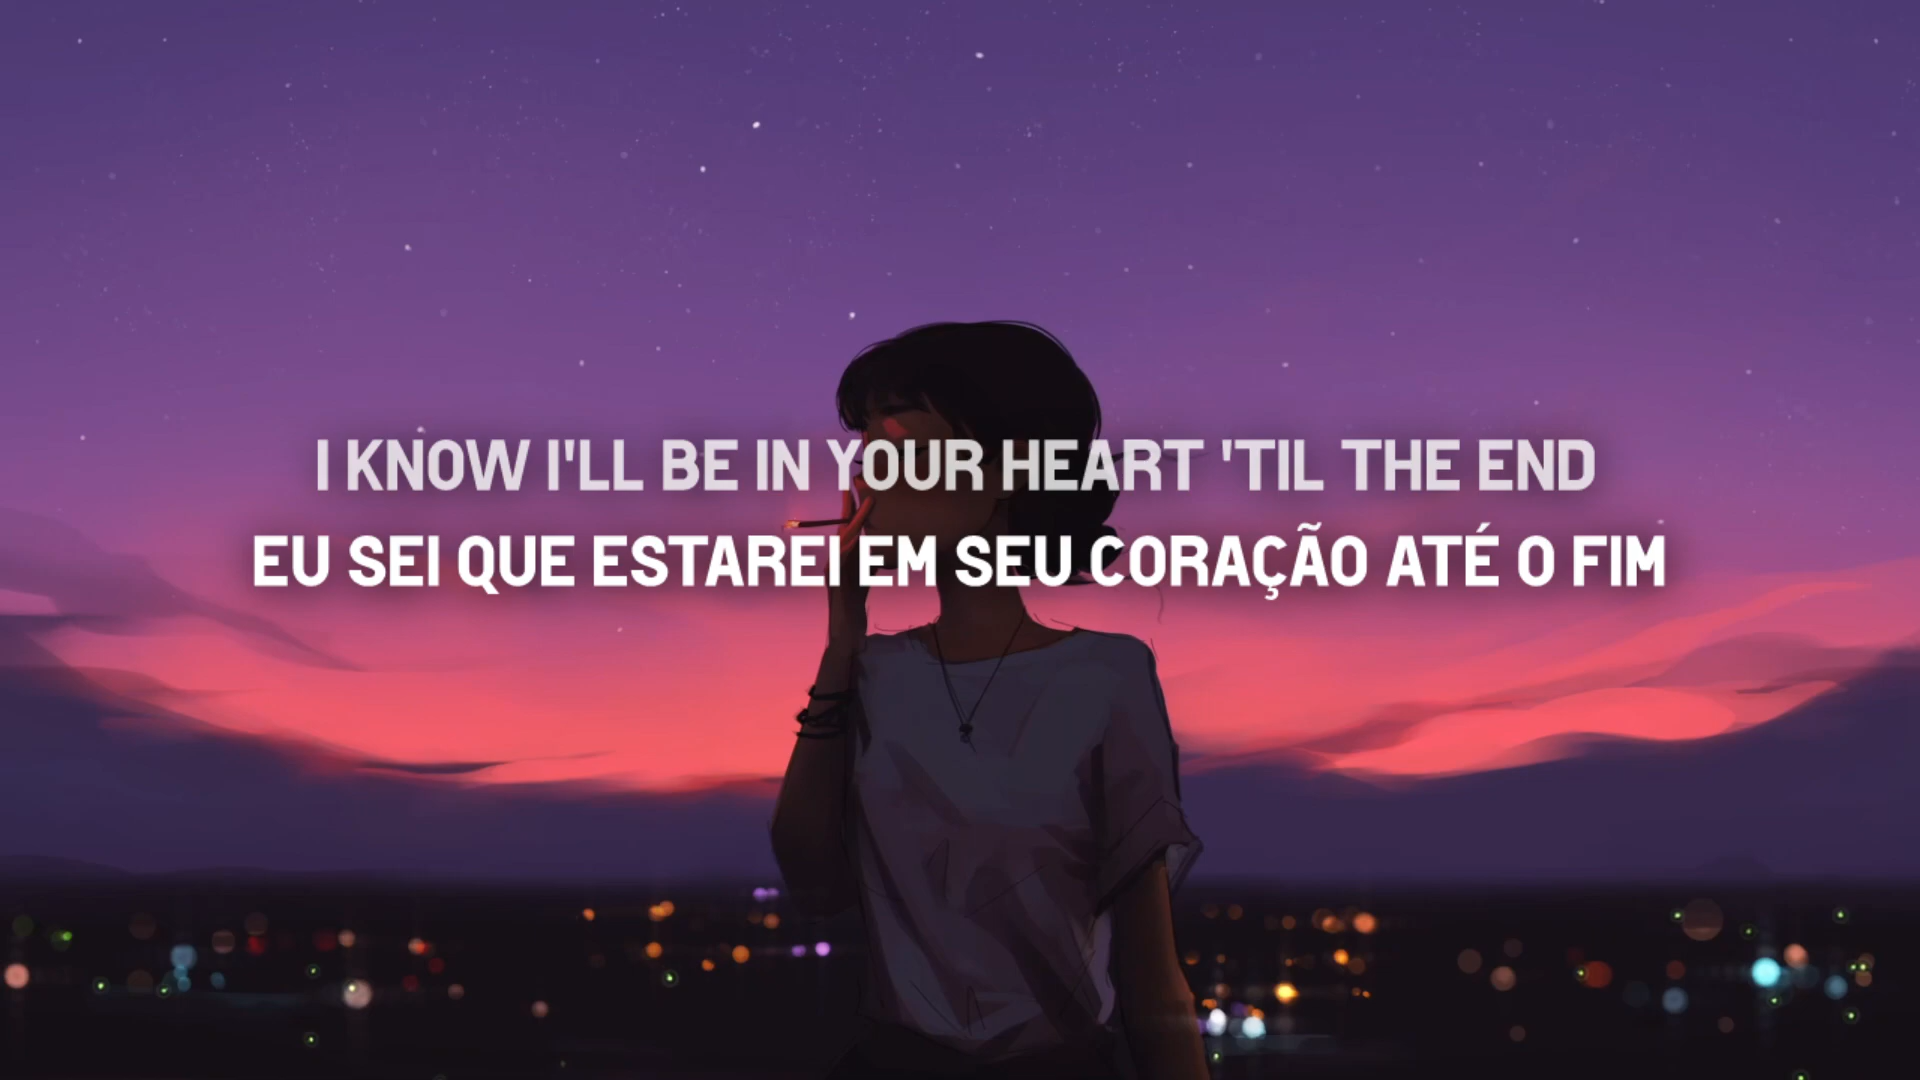 I KNOW I'LL BE IN YOUR HEART 'TIL THE END
EU SEI QUE ESTAREI EM SEU CORAÇÃO ATÉ O FIM